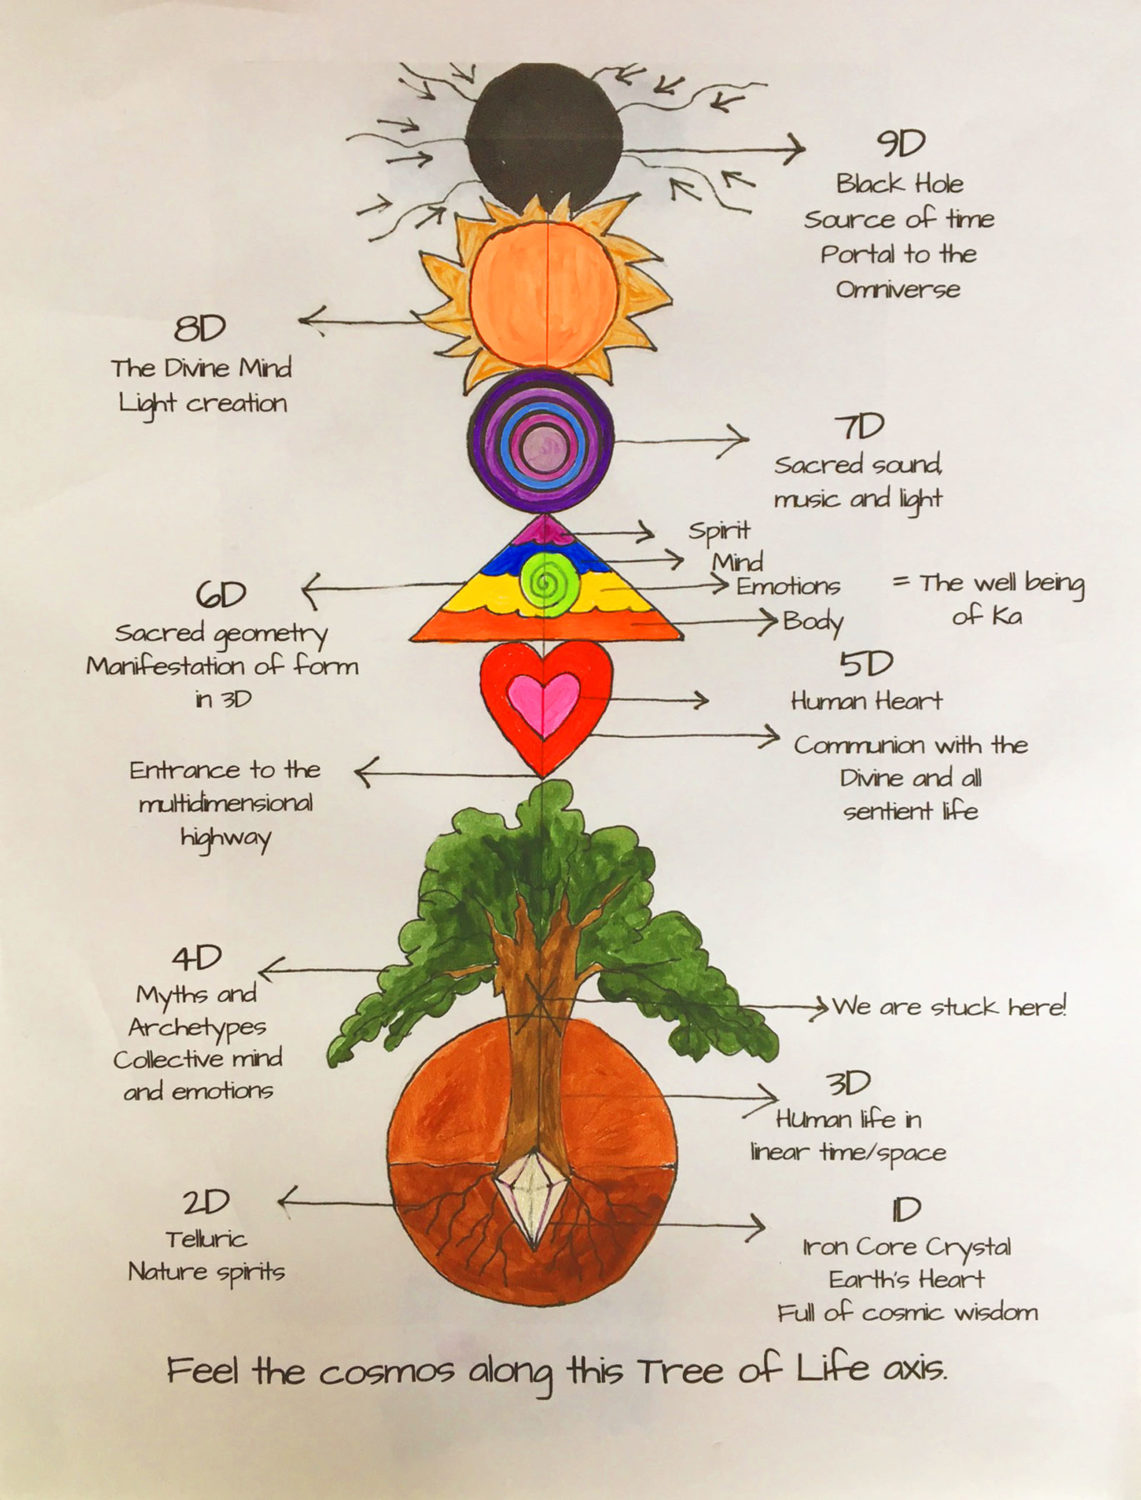 9D
Black Hole
Source of time
Portal to the
Omniverse
8D
The Divine Mind
Light creation
7D
Sacred sound,
music and light
Spirit
Mind
Emotions
Body
= The well being
of Ka
6D
Sacred geometry
Manifestation of form
in 3D
5D
Human Heart
Communion with the
Divine and all
sentient life
Entrance to the
multidimensional
highway
4D
Myths and
Archetypes
Collective mind
and emotions
We are stuck here!
3D
Human life in
linear time/space
2D
Telluric
Nature spirits
1D
Iron Core Crystal
Earth's Heart
Full of cosmic wisdom
Feel the cosmos along this Tree of Life axis.